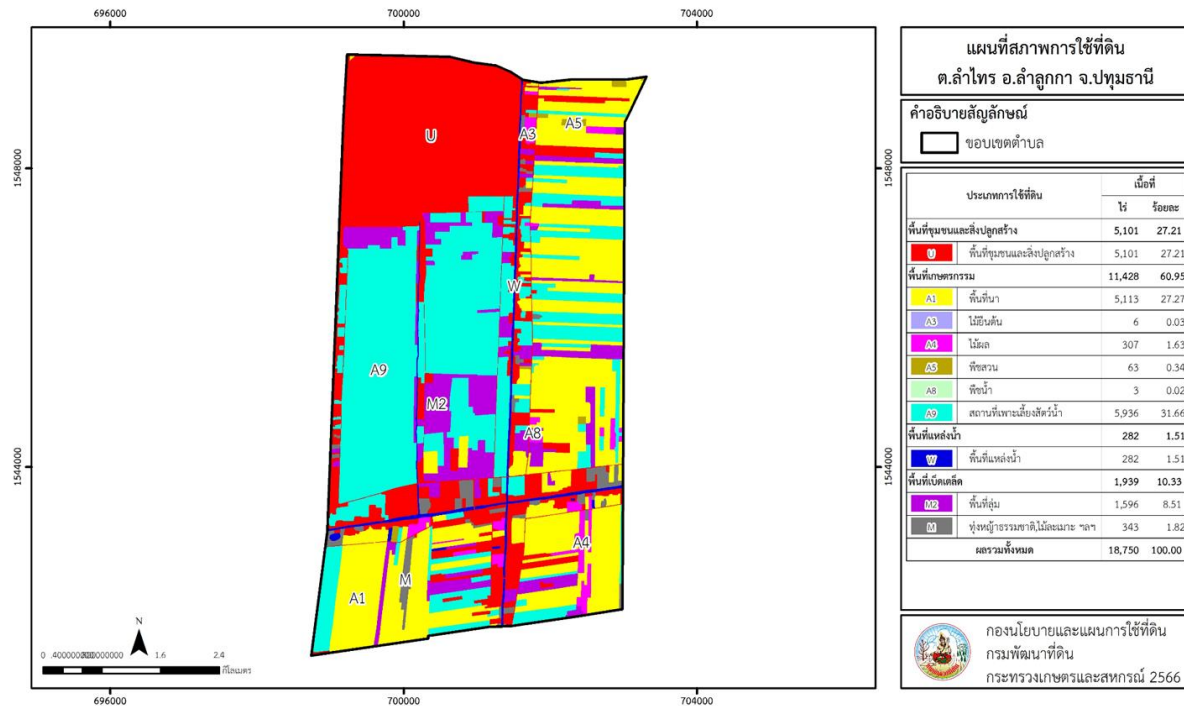 696000 700000 704000
แผนที่สภาพการใช้ที่ดิน
ต.ลำไทร อ.ลำลูกกา จ.ปทุมธานี
คำอธิบายสัญลักษณ์
ขอบเขตตำบล
ประเภทการใช้ที่ดิน เนื้อที่
ไร่ ร้อยละ
พื้นที่ชุมชนและสิ่งปลูกสร้าง 5,101 27.21
U พื้นที่ชุมชนและสิ่งปลูกสร้าง 5,101 27.21
พื้นที่เกษตรกรรม 11,428 60.95
A1 พื้นที่นา 5,113 27.27
A3 ไม้ยืนต้น 6 0.03
A4 ไม้ผล 307 1.63
A5 พืชสวน 63 0.34
A8 พืชน้ำ 3 0.02
A9 สถานที่เพาะเลี้ยงสัตว์น้ำ 5,936 31.66
พื้นที่แหล่งน้ำ 282 1.51
W พื้นที่แหล่งน้ำ 282 1.51
พื้นที่เบ็ดเตล็ด 1,939 10.33
M2 พื้นที่ลุ่ม 1,596 8.51
M ทุ่งหญ้าธรรมชาติ,ไม้ละเมาะ ฯลฯ 343 1.82
ผลรวมทั้งหมด 18,750 100.00
กองนโยบายและแผนการใช้ที่ดิน
กรมพัฒนาที่ดิน
กระทรวงเกษตรและสหกรณ์ 2566
1548000 1548000
1544000 1544000
U
A3
A5
W
A9
M2
A8
A4
M
A1
N
0 1.6 2.4
กิโลเมตร
696000 700000 704000